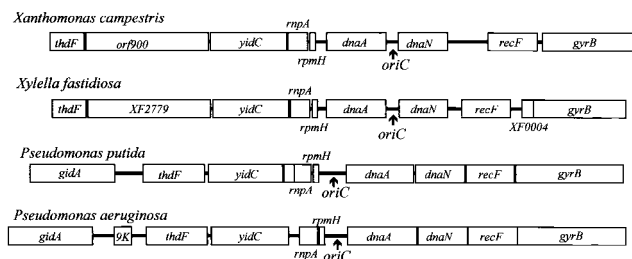 Xanthomonas campestris
rnpA
thdF orf900 yidC dnaA dnaN recF gyrB
rpmH oriC
Xylella fastidiosa
rnpA
thdF XF2779 yidC dnaA dnaN recF gyrB
rpmH oriC XF0004
Pseudomonas putida
rpmH
gidA thdF yidC dnaA dnaN recF gyrB
rnpA oriC
Pseudomonas aeruginosa
rpmH
gidA 9K thdF yidC dnaA dnaN recF gyrB
rnpA oriC